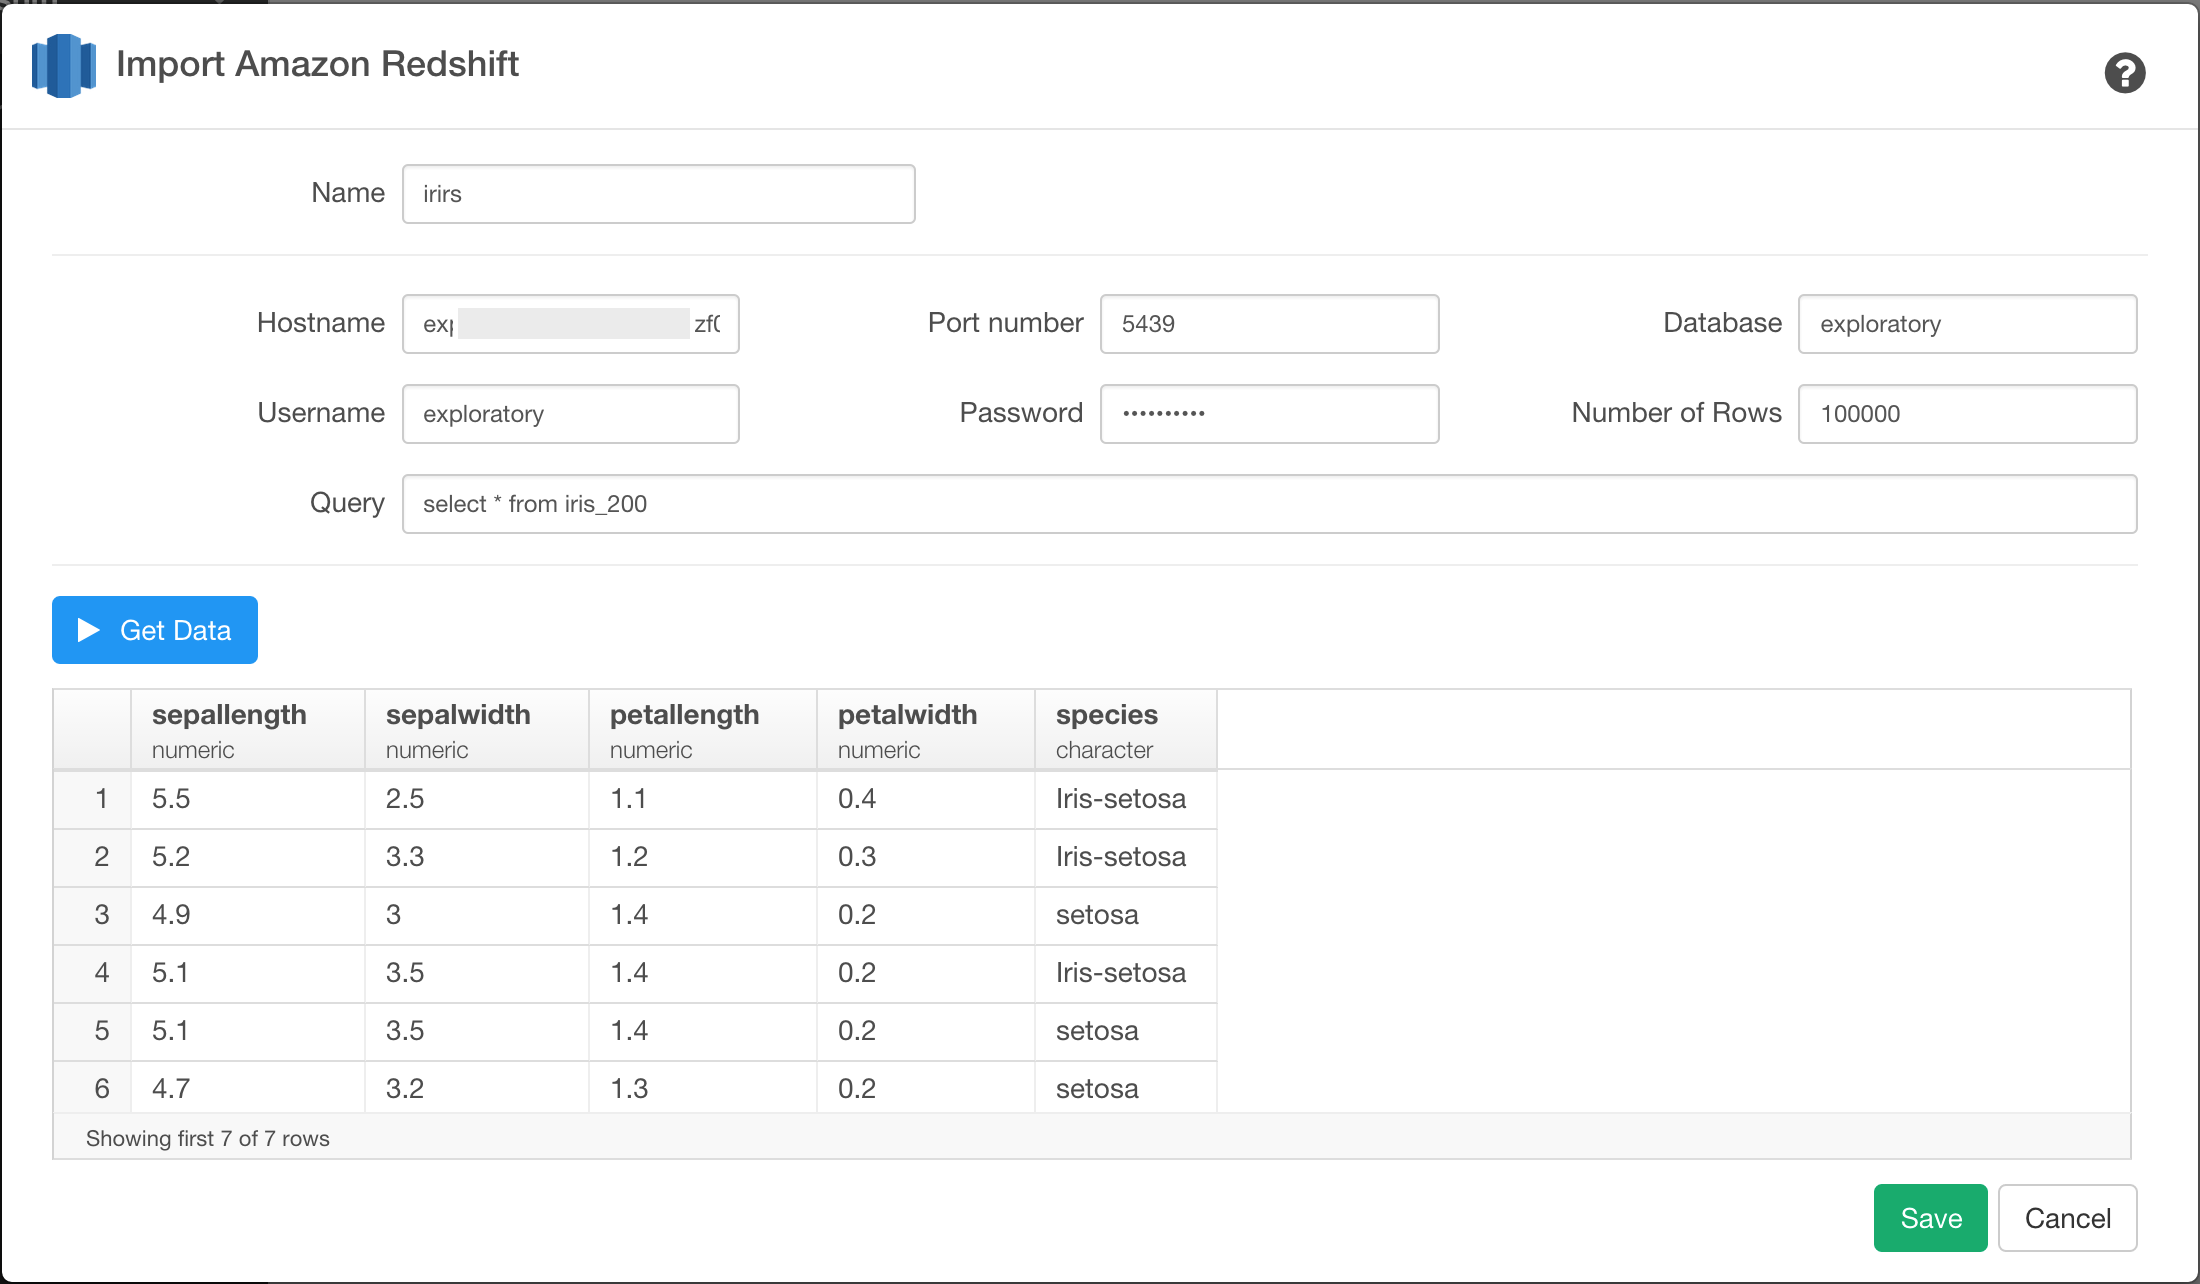 Import Amazon Redshift
Name irirs
Hostname exp zf0 Port number 5439 Database exploratory
Username exploratory Password •••••••••• Number of Rows 100000
Query select * from iris_200
Get Data
sepallength sepalwidth petallength petalwidth species
numeric numeric numeric numeric character
1 5.5 2.5 1.1 0.4 Iris-setosa
2 5.2 3.3 1.2 0.3 Iris-setosa
3 4.9 3 1.4 0.2 setosa
4 5.1 3.5 1.4 0.2 Iris-setosa
5 5.1 3.5 1.4 0.2 setosa
6 4.7 3.2 1.3 0.2 setosa
Showing first 7 of 7 rows
Save Cancel